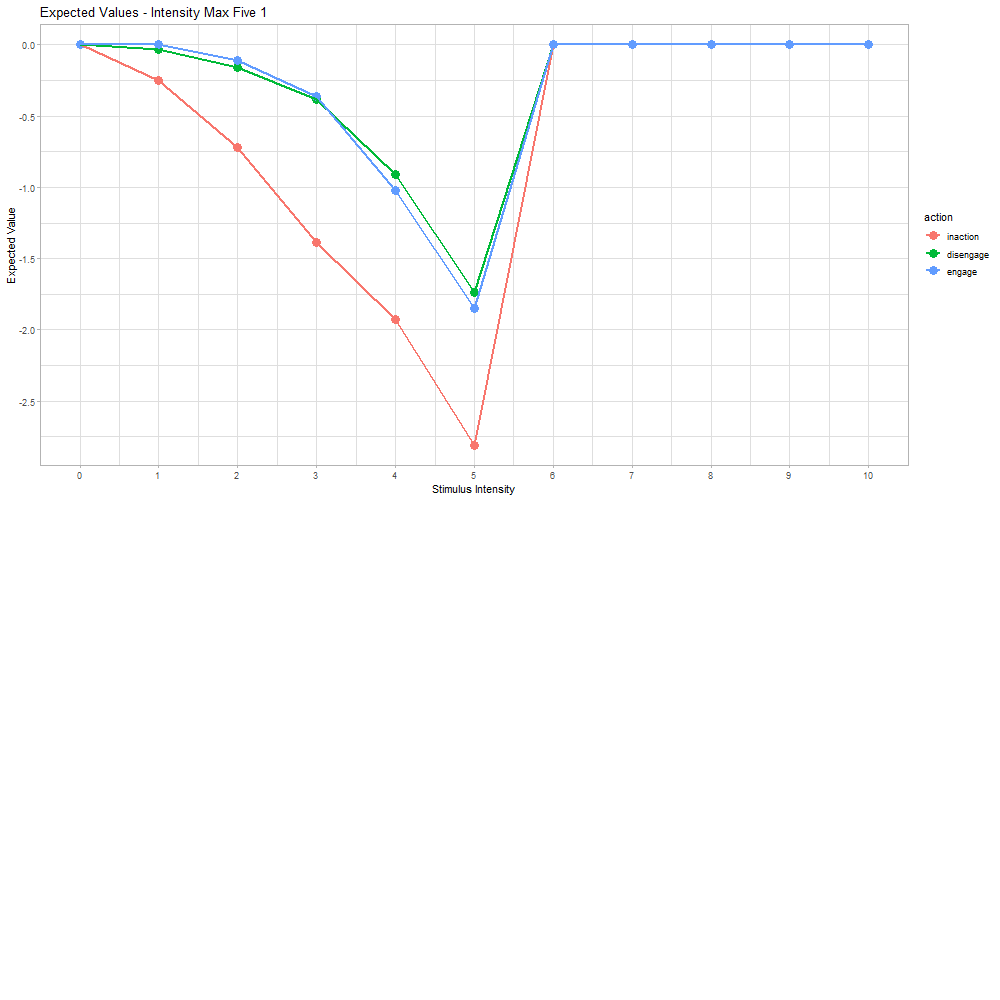 Expected Values - Intensity Max Five 1
Expected Value
0.0
-0.5
-1.0
-1.5
-2.0
-2.5
0 1 2 3 4 5 6 7 8 9 10
Stimulus Intensity
action
inaction
disengage
engage